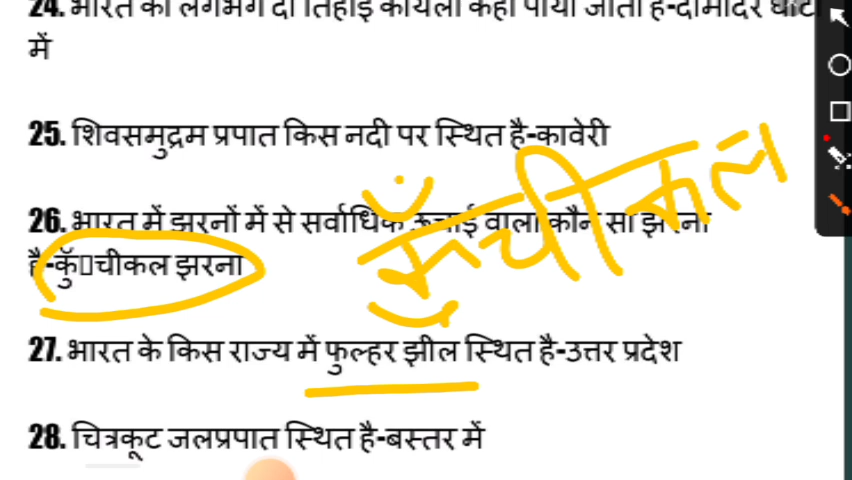 24. भारत का लगभग दो तिहाई कोयला कहाँ पाया जाता है-दामोदर घाटी
में
25. शिवसमुद्रम प्रपात किस नदी पर स्थित है-कावेरी
26. भारत में झरनों में से सर्वाधिक ऊंचाई वाला कौन सा झरना
है-कुँचीकल झरना
कुँचीकल
27. भारत के किस राज्य में फुल्हर झील स्थित है-उत्तर प्रदेश
28. चित्रकूट जलप्रपात स्थित है-बस्तर में